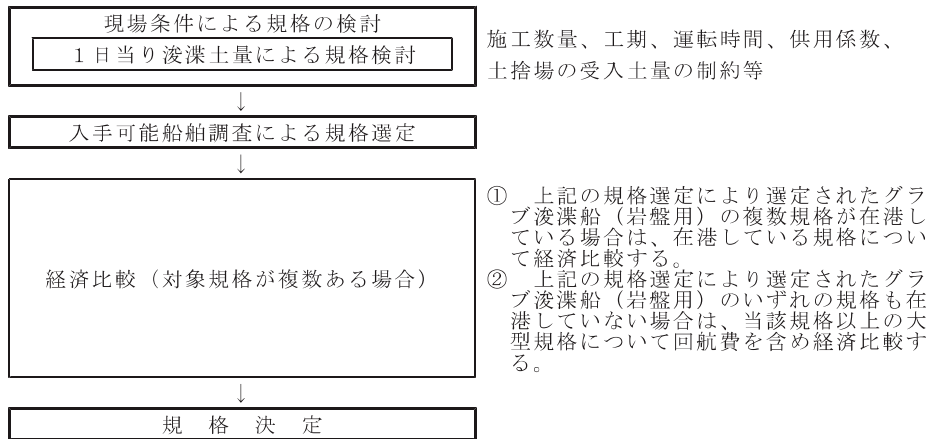 現場条件による規格の検討
1日当り浚渫土量による規格検討
施工数量、工期、運転時間、供用係数、
土捨場の受入土量の制約等
↓
入手可能船舶調査による規格選定
↓
経済比較（対象規格が複数ある場合）
① 上記の規格選定により選定されたグラ
ブ浚渫船（岩盤用）の複数規格が在港し
ている場合は、在港している規格につい
て経済比較する。
② 上記の規格選定により選定されたグラ
ブ浚渫船（岩盤用）のいずれの規格も在
港していない場合は、当該規格以上の大
型規格について回航費を含め経済比較す
る。
↓
規 格 決 定